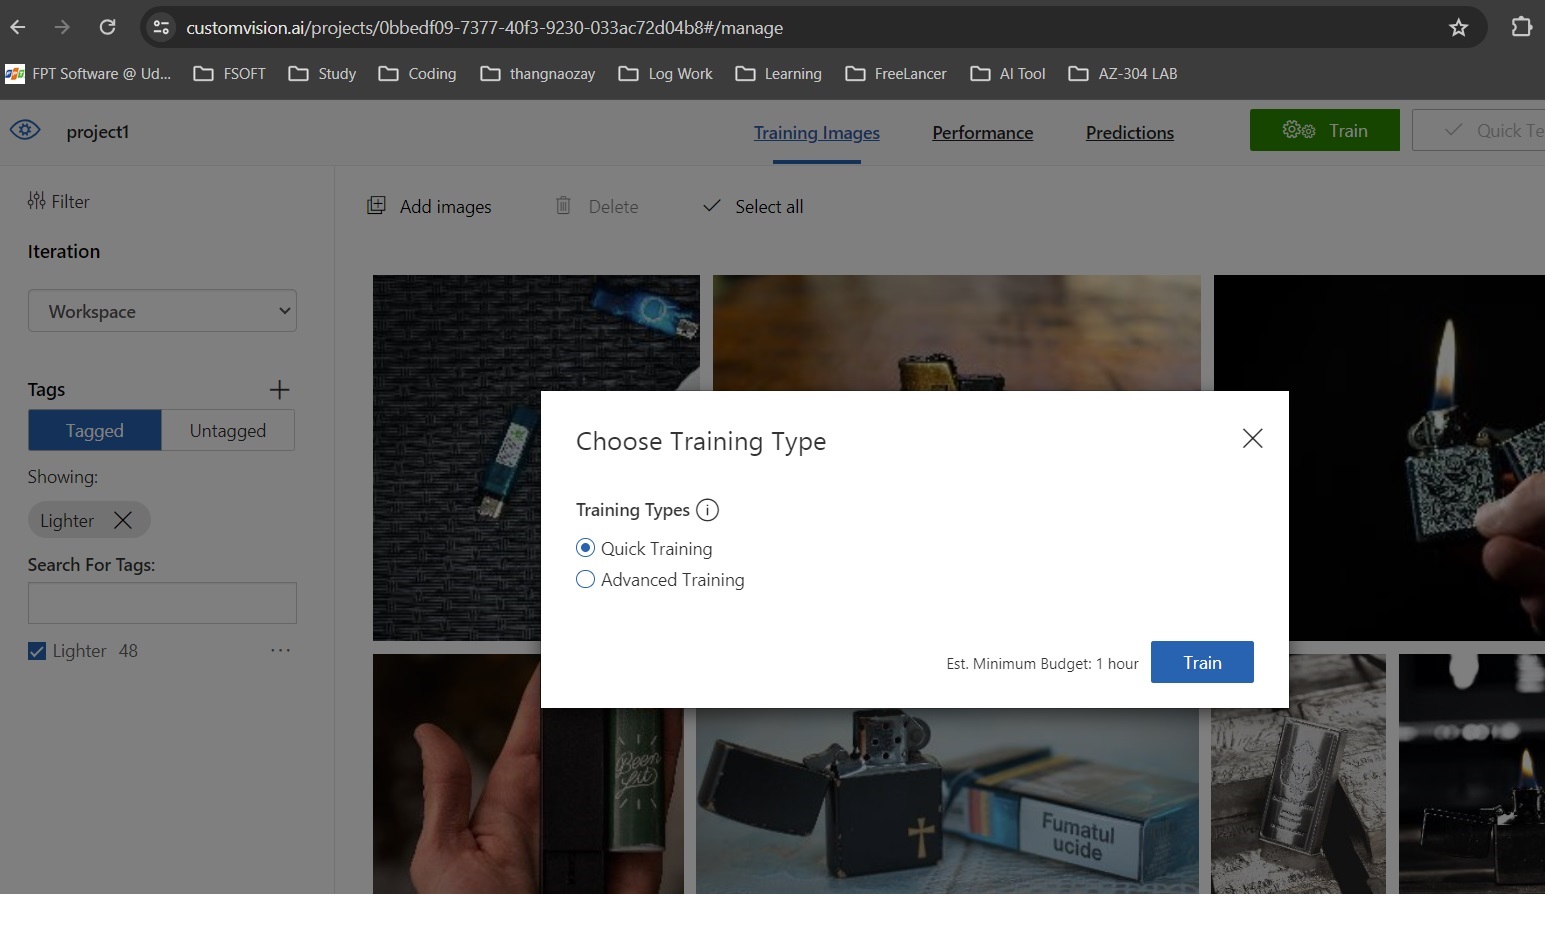 customvision.ai/projects/0bbedf09-7377-40f3-9230-033ac72d04b8#/manage
FPT Software @ Ud... FSOFT Study Coding thangnaozay Log Work Learning FreeLancer AI Tool AZ-304 LAB
project1 Training Images Performance Predictions Train Quick Te
Filter
Add images Delete Select all
Iteration
Workspace
Tags
Tagged Untagged
Showing:
Lighter
Search For Tags:
Lighter 48
Choose Training Type
Training Types
Quick Training
Advanced Training
Est. Minimum Budget: 1 hour Train
Fumatul
ucide